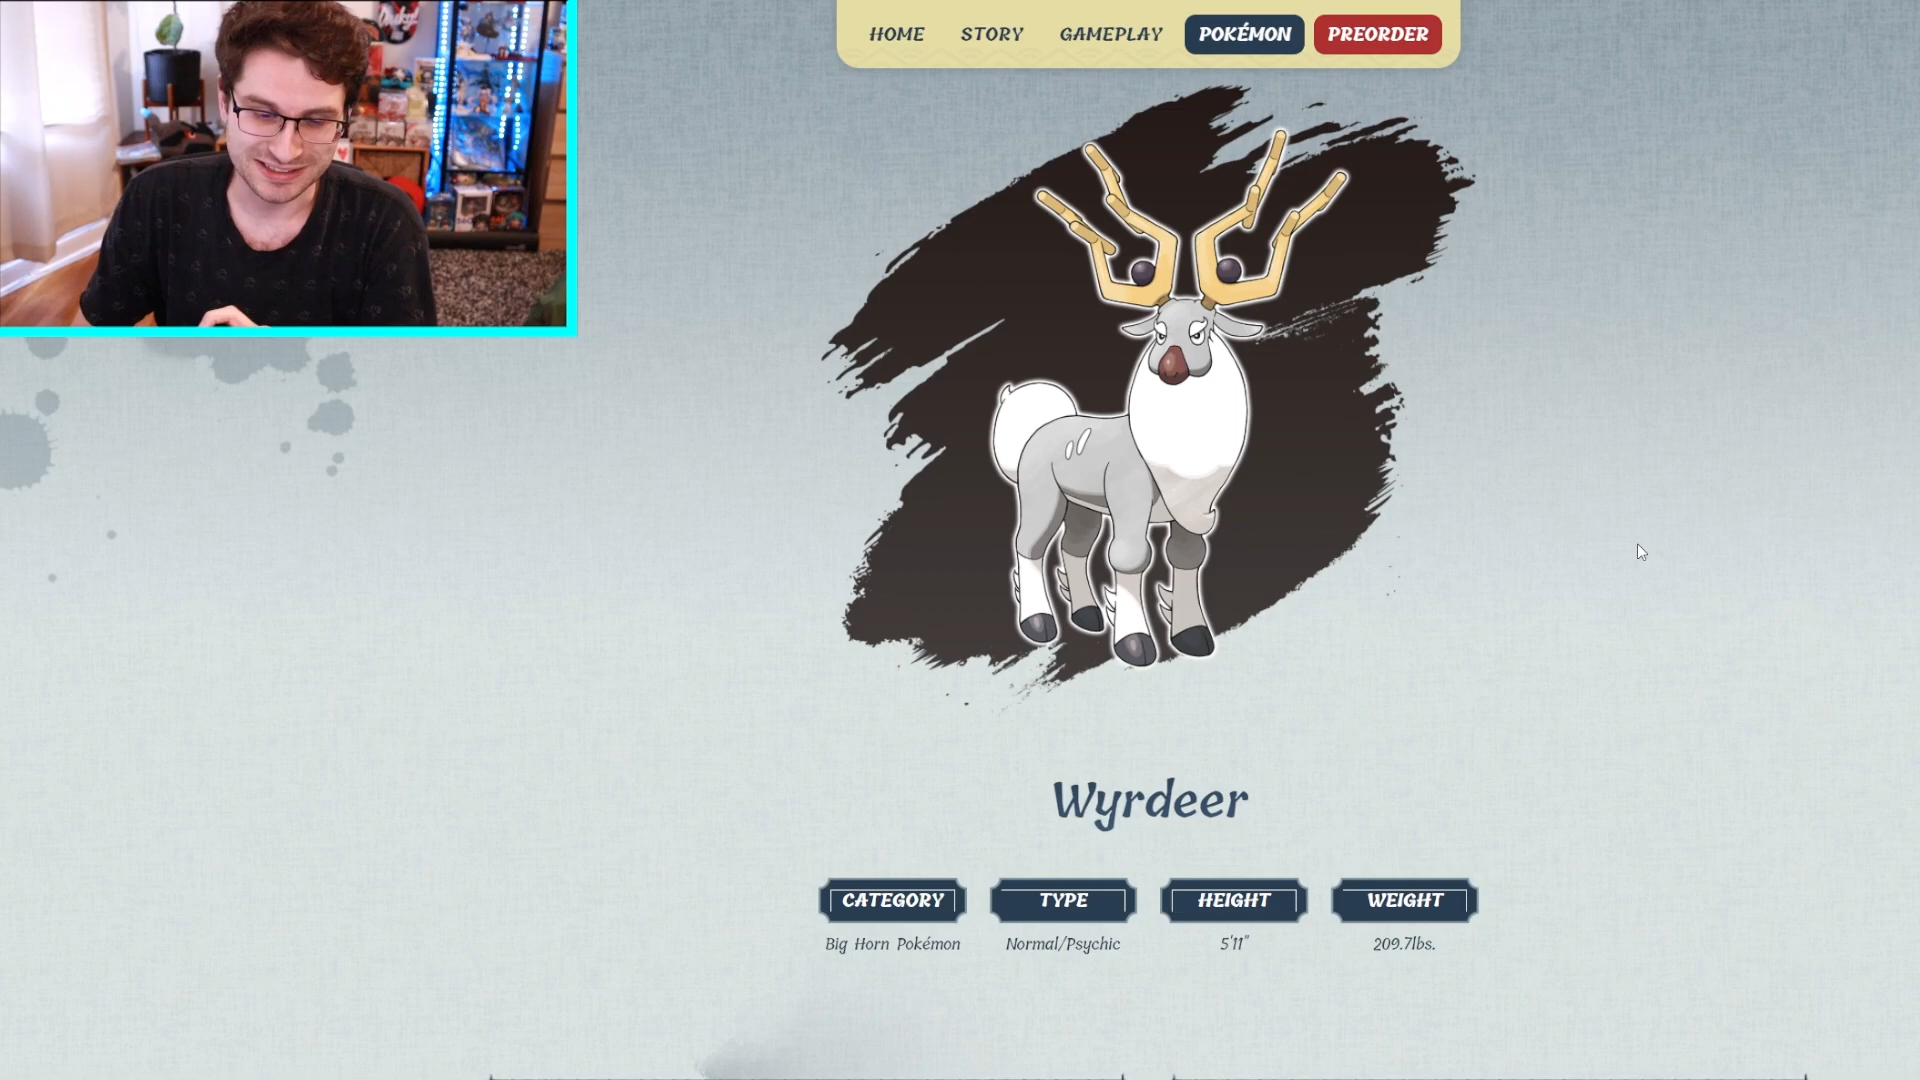 HOME STORY GAMEPLAY POKÉMON PREORDER
Wyrdeer
CATEGORY TYPE HEIGHT WEIGHT
Big Horn Pokémon Normal/Psychic 5'11" 209.7lbs.